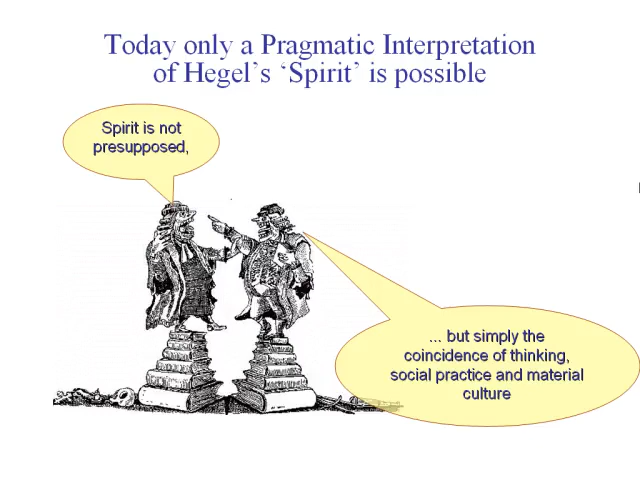 Today only a Pragmatic Interpretation
of Hegel's ‘Spirit’ is possible
Spirit is not
presupposed,
... but simply the
coincidence of thinking,
social practice and material
culture